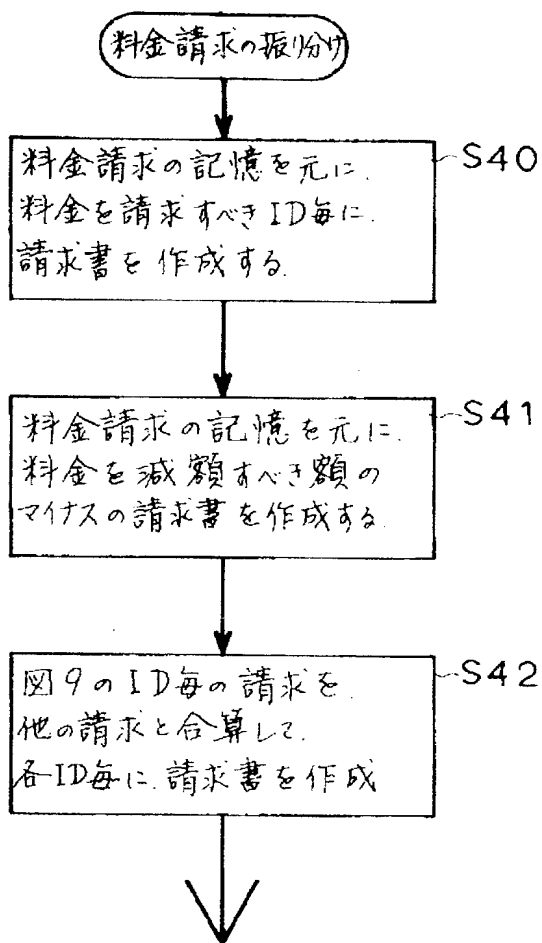 料金請求の振り分け
S40
料金請求の記憶を元に.
料金を請求すべきID毎に.
請求書を作成する.
S41
料金請求の記憶を元に.
料金を減額すべき額の
マイナスの請求書を作成する.
S42
図9のID毎の請求を.
他の請求と合算して.
各ID毎に.請求書を作成